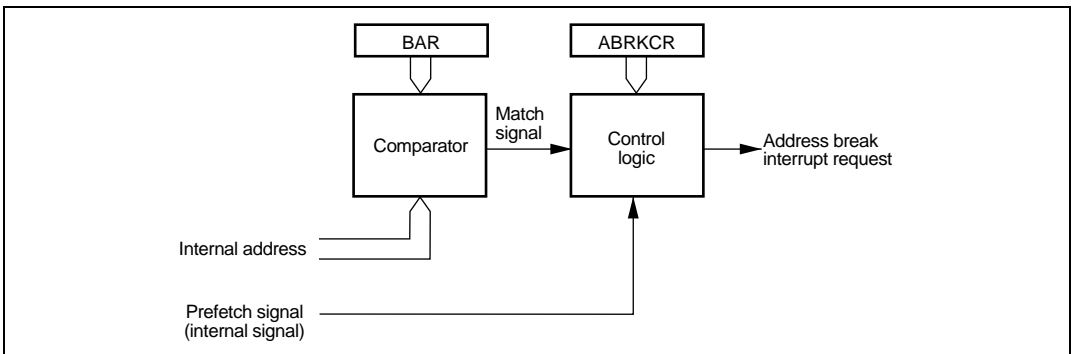 BAR
ABRKCR
Comparator
Match
signal
Control
logic
Address break
interrupt request
Internal address
Prefetch signal
(internal signal)